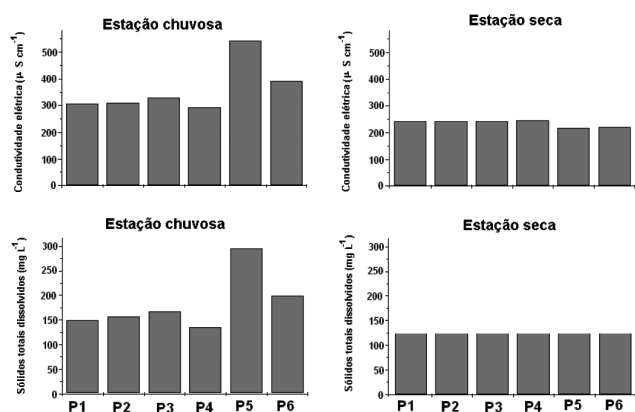 Estação chuvosa
Condutividade elétrica (µ S cm⁻¹)
500
400
300
200
100
0
Estação seca
Condutividade elétrica (µ S cm⁻¹)
500
400
300
200
100
0
Estação chuvosa
Sólidos totais dissolvidos (mg L⁻¹)
300
250
200
150
100
50
0
P1 P2 P3 P4 P5 P6
Estação seca
Sólidos totais dissolvidos (mg L⁻¹)
300
250
200
150
100
50
0
P1 P2 P3 P4 P5 P6